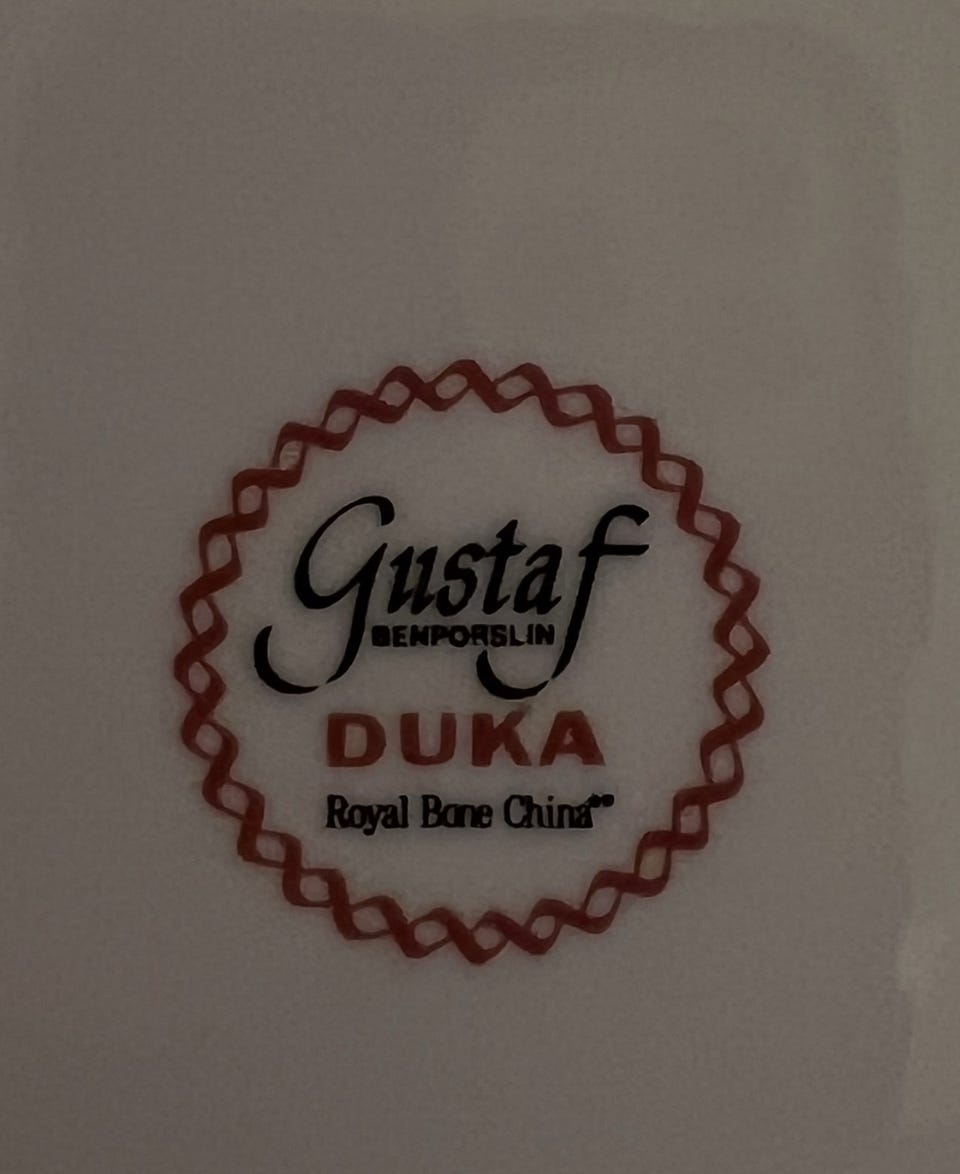 Gustaf
BENPORSLIN
DUKA
Royal Bone China